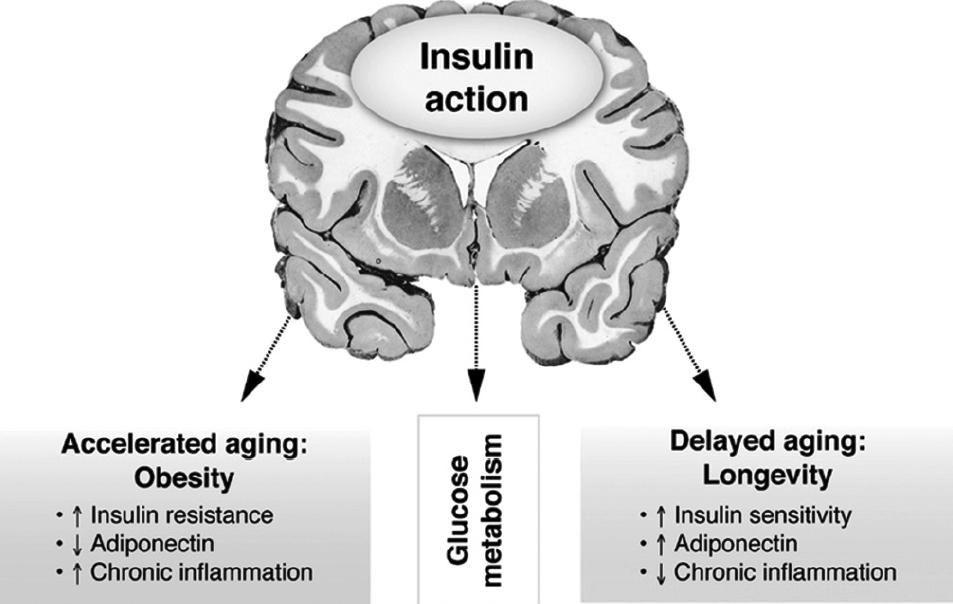 Insulin
action
Accelerated aging:
Obesity
• ↑ Insulin resistance
• ↓ Adiponectin
• ↑ Chronic inflammation
Glucose
metabolism
Delayed aging:
Longevity
• ↑ Insulin sensitivity
• ↑ Adiponectin
• ↓ Chronic inflammation